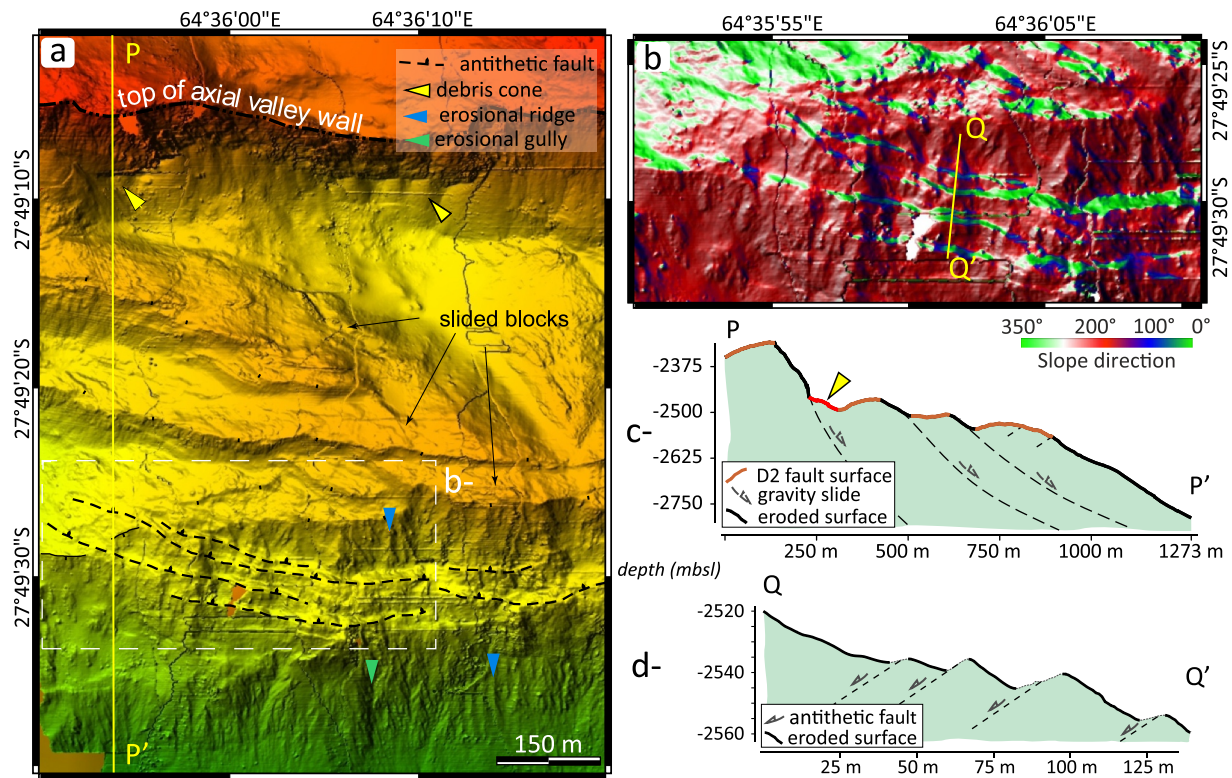 64°36'00"E
64°36'10"E
a
P
antithetic fault
debris cone
erosional ridge
erosional gully
top of axial valley wall
27°49'10"S
27°49'20"S
27°49'30"S
slided blocks
b-
P'
150 m
64°35'55"E
64°36'05"E
b
Q
Q'
27°49'25"S
27°49'30"S
350°
200°
100°
0°
Slope direction
P
-2375
-2500
-2625
-2750
c-
D2 fault surface
gravity slide
eroded surface
P'
250 m
500 m
750 m
1000 m
1273 m
depth (mbsl)
Q
-2520
-2540
-2560
d-
antithetic fault
eroded surface
Q'
25 m
50 m
75 m
100 m
125 m